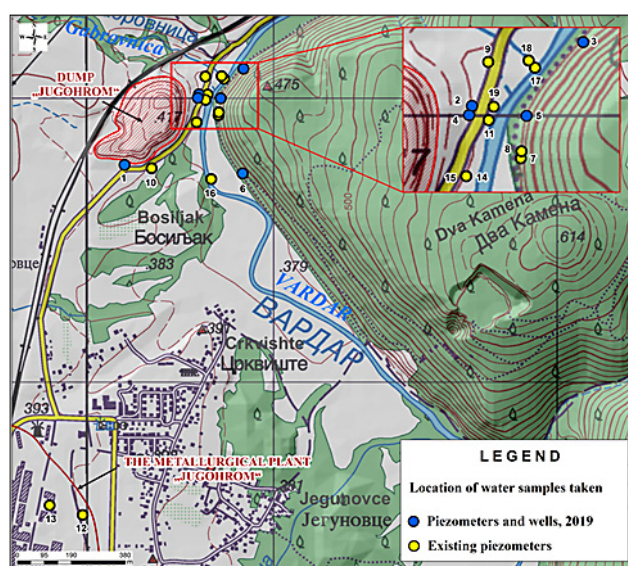 Gabravnica
DUMP
„JUGOHROM"
417
475
1
10
16
6
9
18
3
17
2
19
4
5
11
8
7
15
14
Bosiljak
Босиљак
.383
.379
500
Dva Kamena
Два Камена
614
VARDAR
ВАРДАР
Crkvishte
Црквиште
393
THE METALLURGICAL PLANT
„JUGOHROM"
13
12
Jegunovce
Јегуновце
LEGEND
Location of water samples taken
Piezometers and wells, 2019
Existing piezometers
0 95 190 380
m